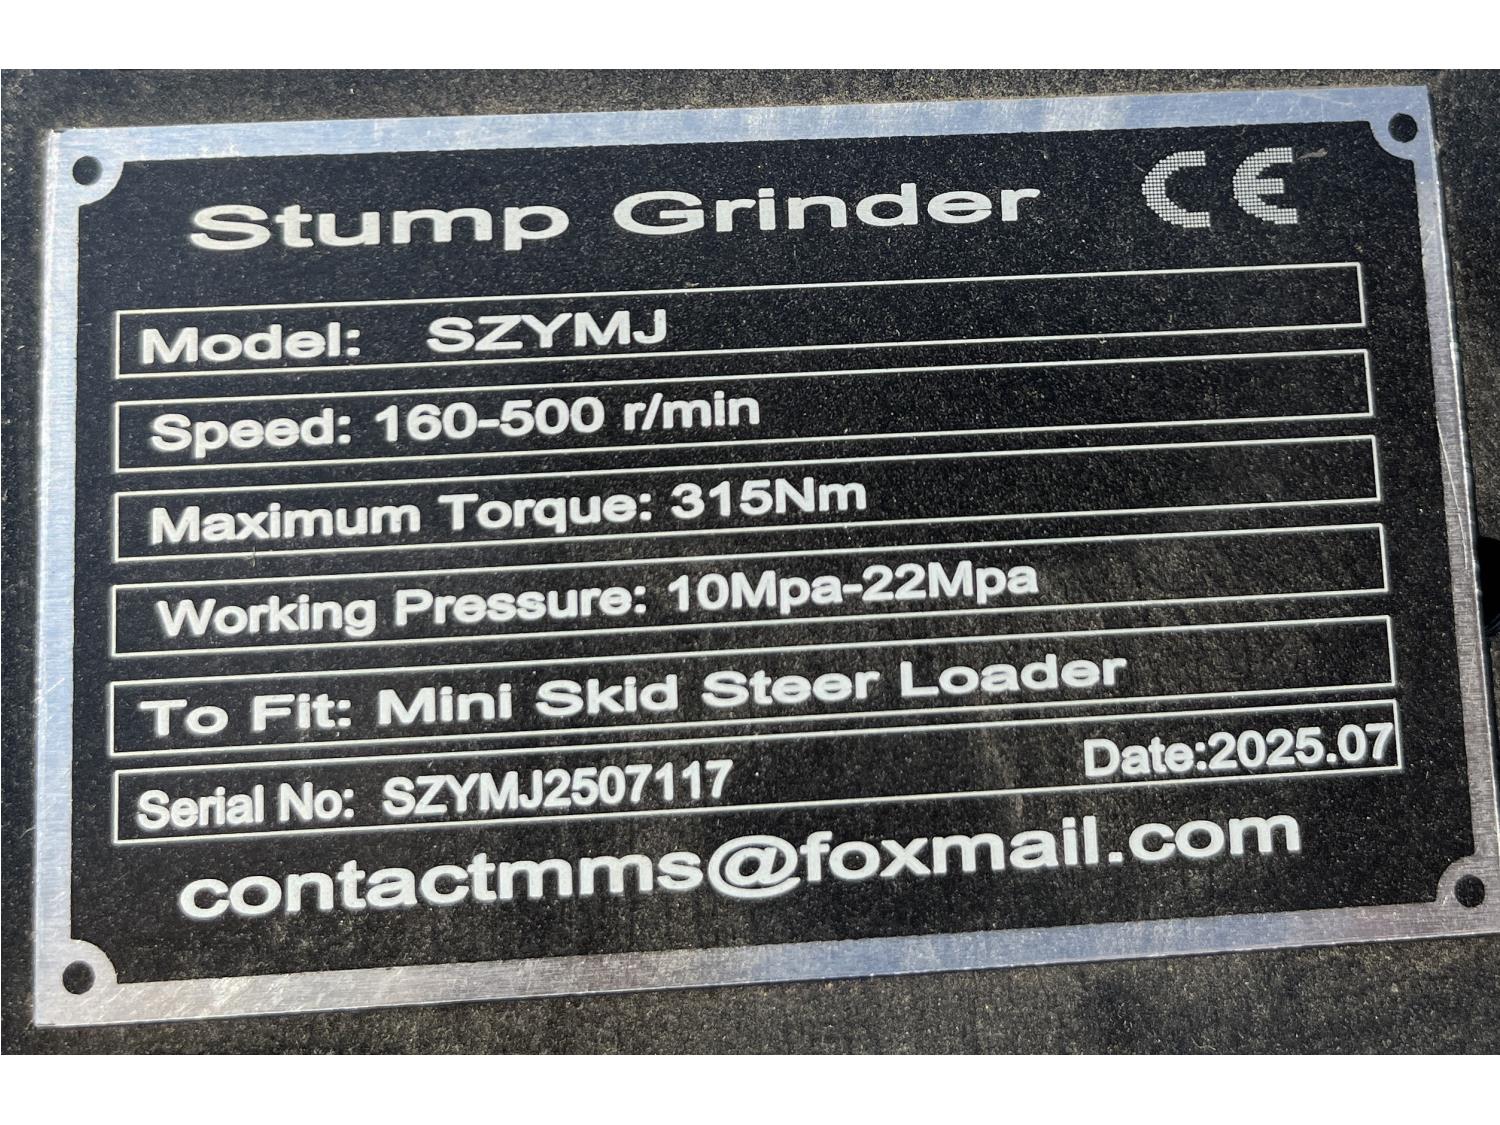 Stump Grinder CE
Model: SZYMJ
Speed: 160-500 r/min
Maximum Torque: 315Nm
Working Pressure: 10Mpa-22Mpa
To Fit: Mini Skid Steer Loader
Serial No: SZYMJ2507117 Date:2025.07
contactmms@foxmail.com